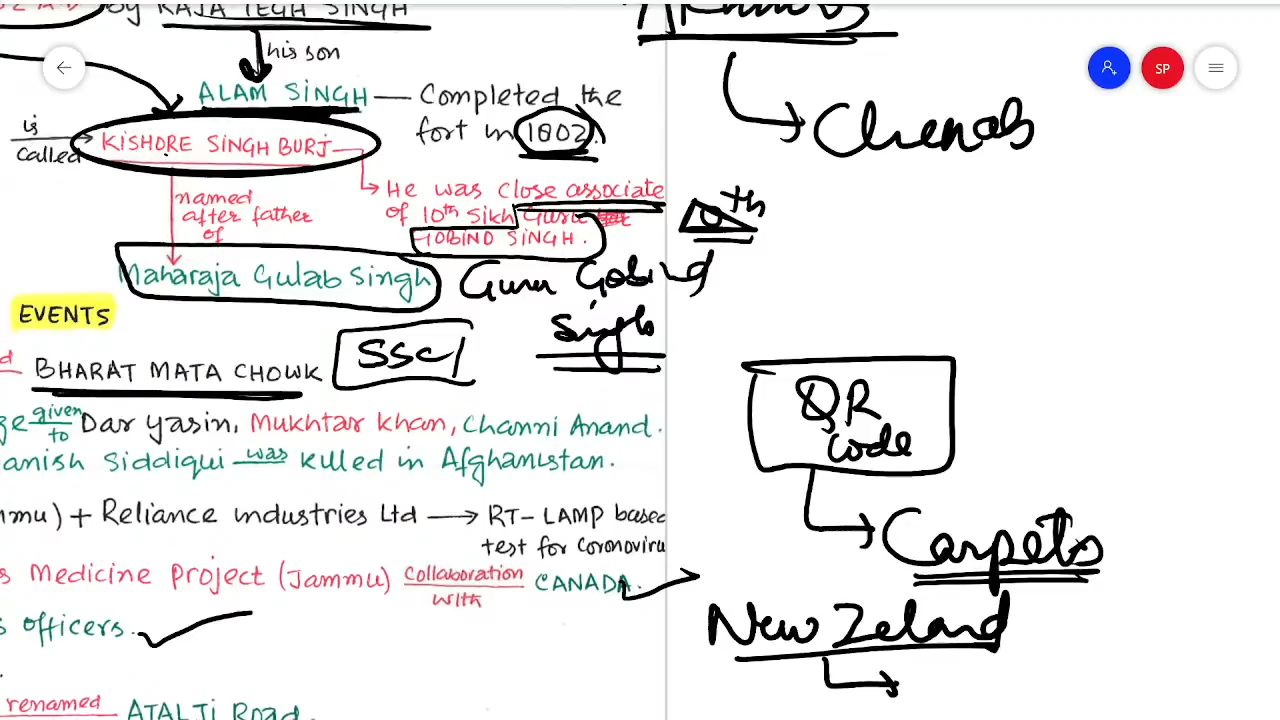 by RAJA TEGH SINGH
his son
ALAM SINGH — Completed the
fort in 1802.
is
called
KISHORE SINGH BURJ
He was close associate
of 10th Sikh Guru
GOBIND SINGH.
named
after father
of
Maharaja Gulab Singh
Guru Gobind
Singh
10th
EVENTS
SSC/
BHARAT MATA CHOWK
given
to
Dar yasin, Mukhtar khan, Channi Anand.
anish Siddiqui was killed in Afghanistan.
mmu) + Reliance industries Ltd → RT-LAMP based
test for coronaviru
s Medicine Project (Jammu) Collaboration
with
CANADA.
s officers.
renamed
ATALJI Road.
Chenab
QR
code
Carpets
New Zeland
SP